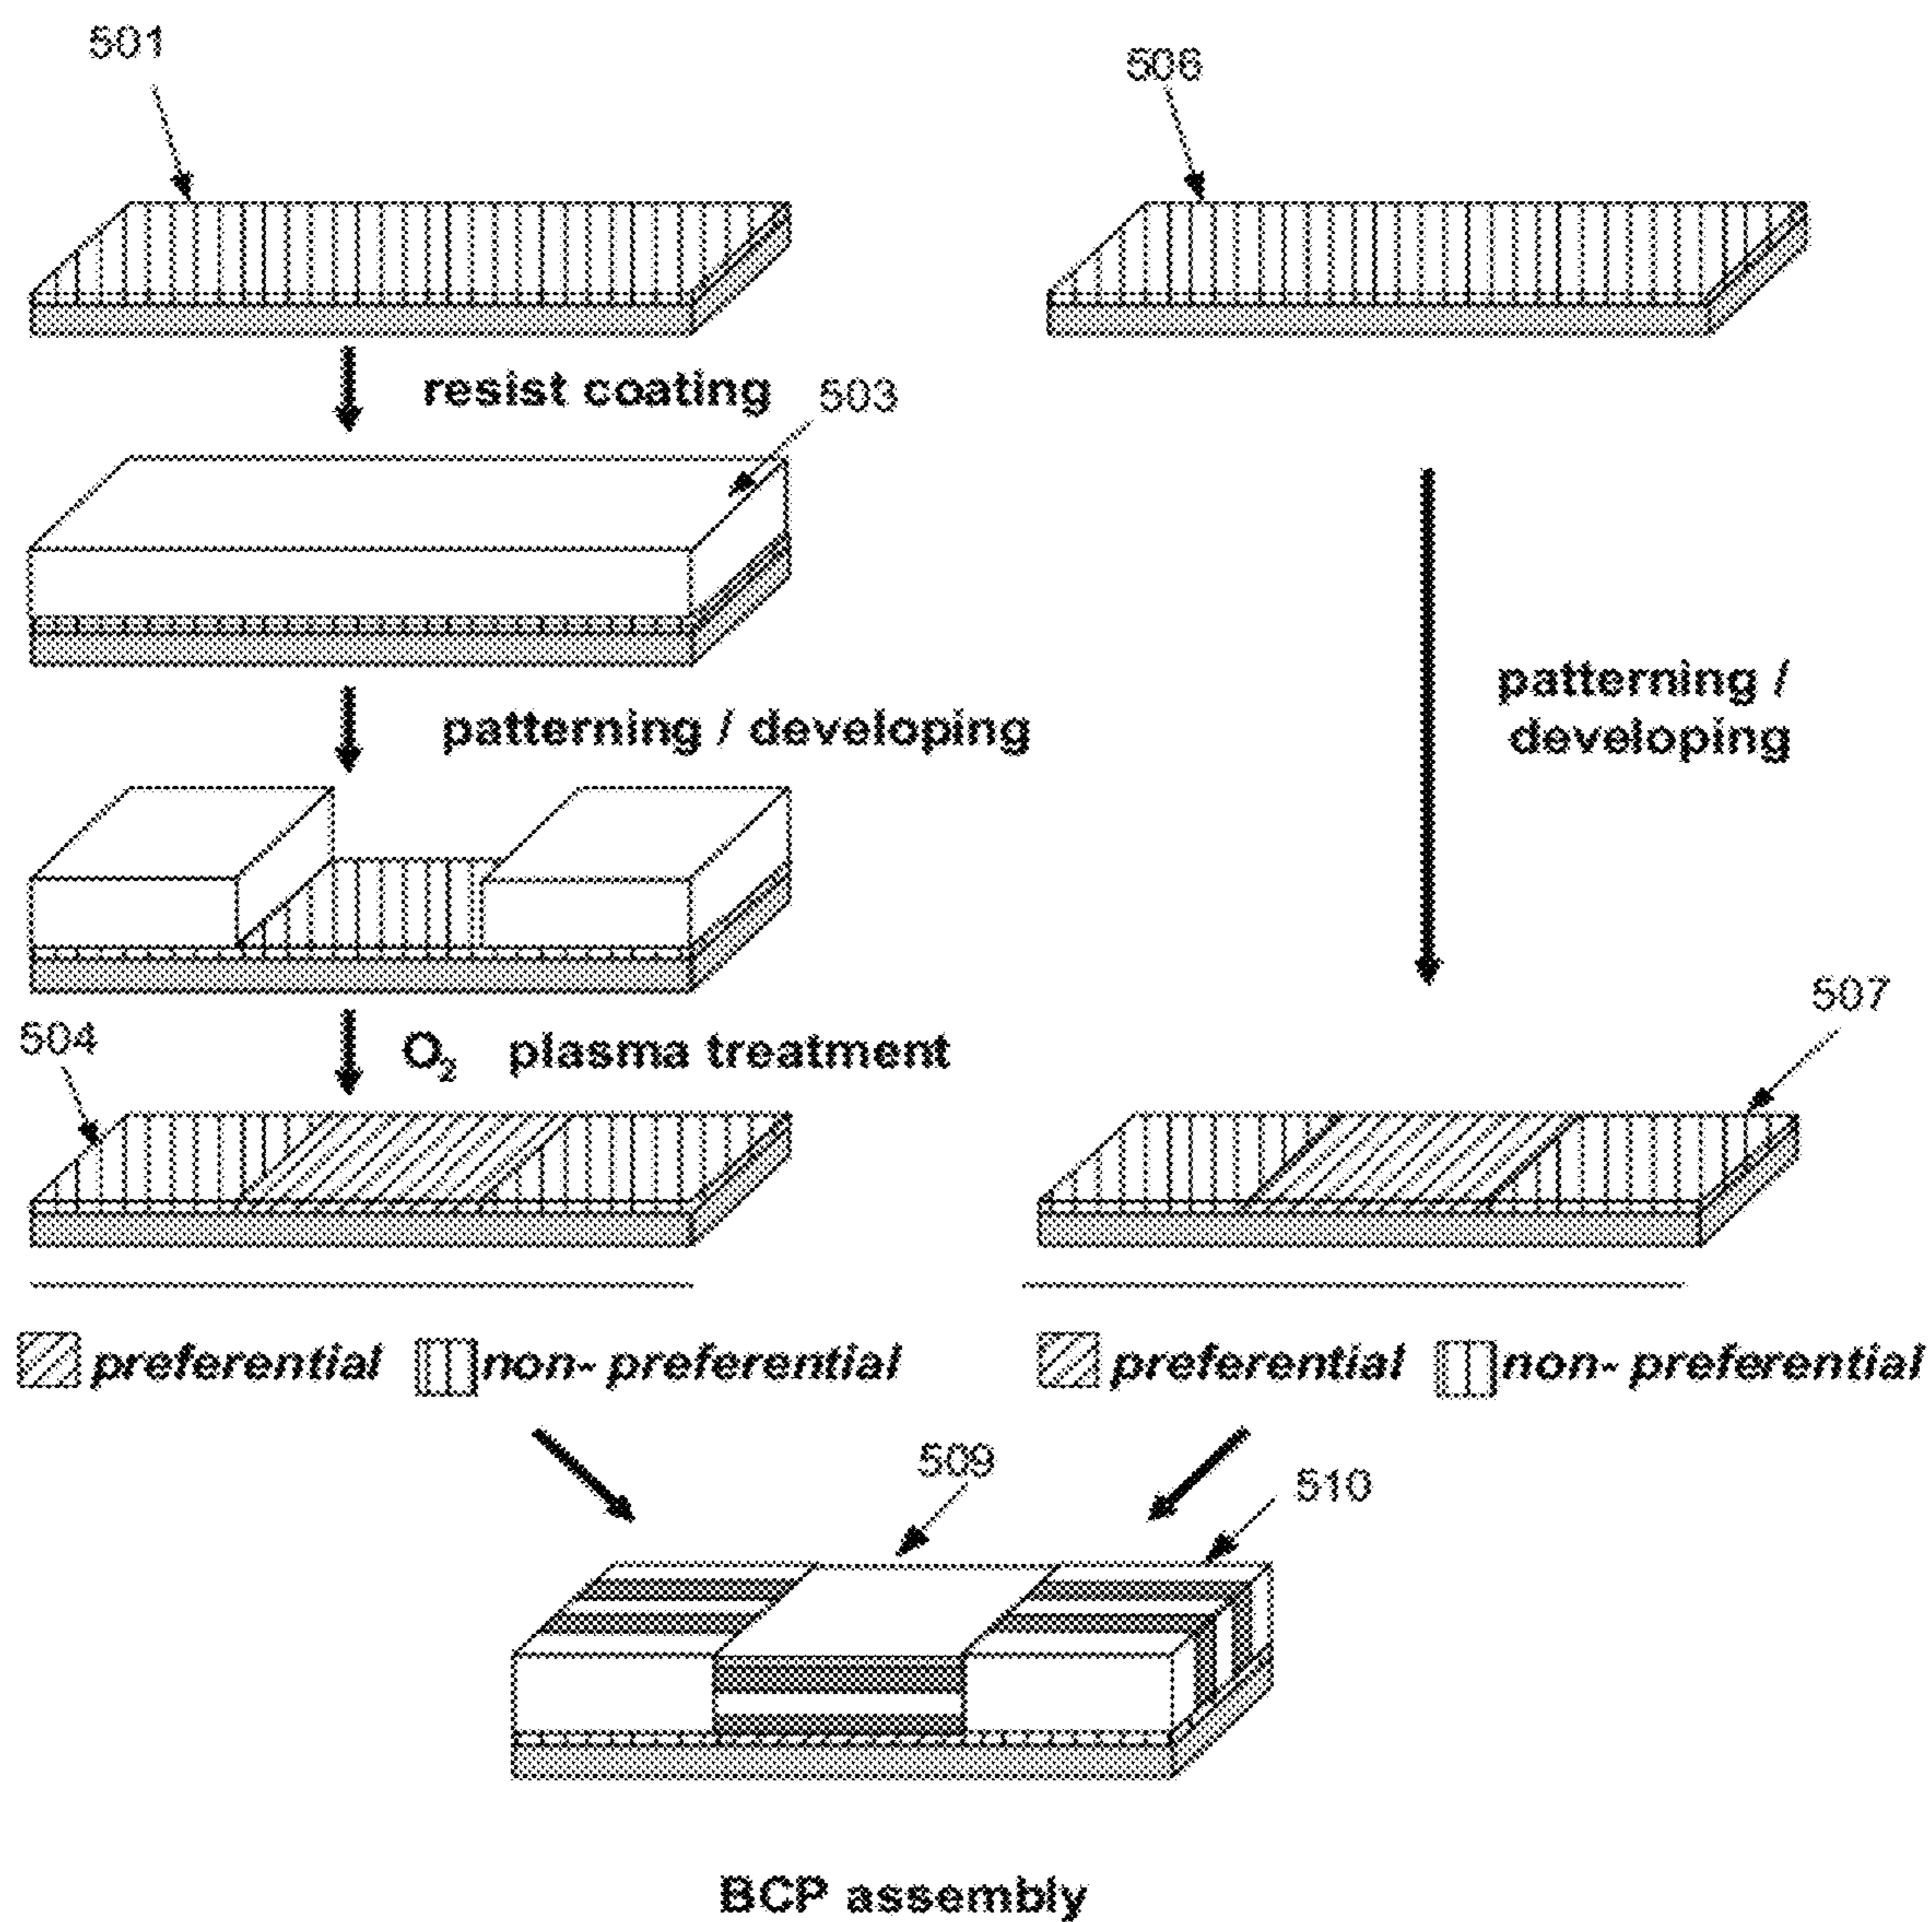 501
506
resist coating
503
patterning / developing
patterning /
developing
504
O₂ plasma treatment
507
preferential
non- preferential
preferential
non- preferential
509
510
BCP assembly